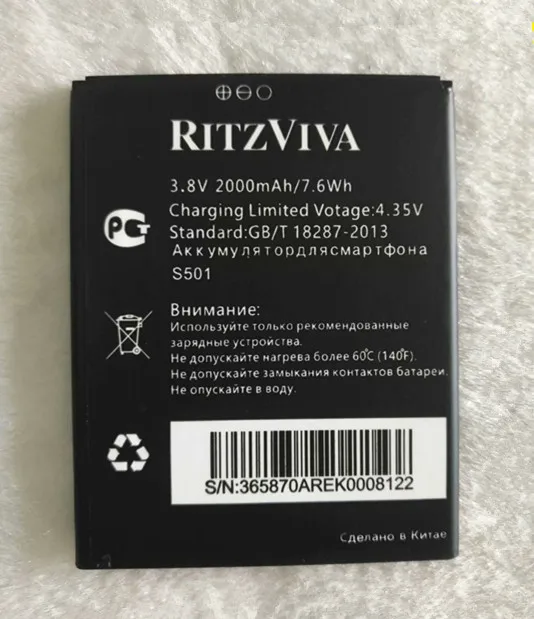 RITZVIVA
3.8V 2000mAh/7.6Wh
Charging Limited Votage:4.35V
Standard:GB/T 18287-2013
Аккумулятордлясмартфона
S501
Внимание:
Используйте только рекомендованные
зарядные устройства.
Не допускайте нагрева более 60°C (140°F).
Не допускайте замыкания контактов батареи.
Не опускайте в воду.
S/N:365870AREK0008122
Сделано в Китае